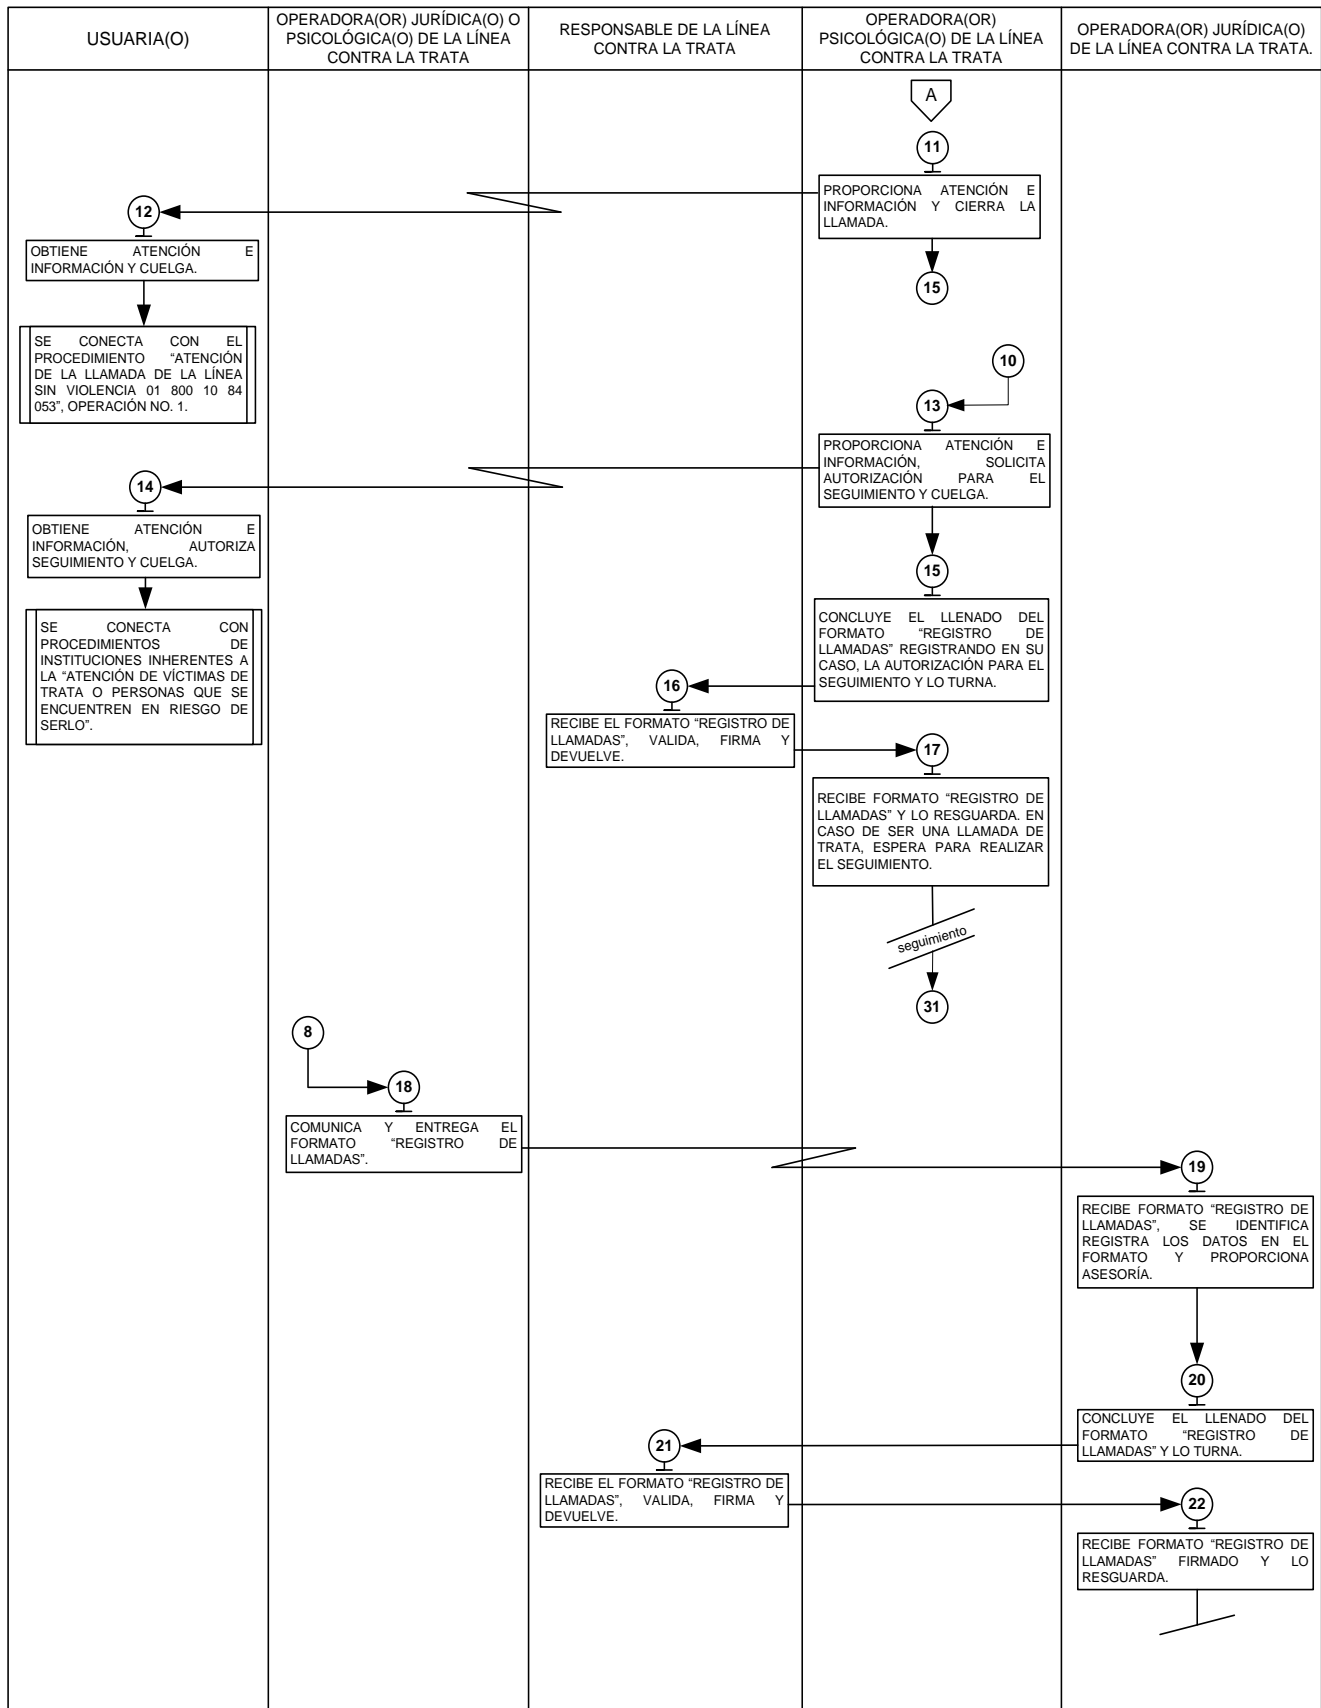 USUARIA(O)
OPERADORA(OR) JURÍDICA(O) O
PSICOLÓGICA(O) DE LA LÍNEA
CONTRA LA TRATA
RESPONSABLE DE LA LÍNEA
CONTRA LA TRATA
OPERADORA(OR)
PSICOLÓGICA(O) DE LA LÍNEA
CONTRA LA TRATA
OPERADORA(OR) JURÍDICA(O)
DE LA LÍNEA CONTRA LA TRATA.
A
11
PROPORCIONA ATENCIÓN E
INFORMACIÓN Y CIERRA LA
LLAMADA.
12
OBTIENE ATENCIÓN E
INFORMACIÓN Y CUELGA.
15
SE CONECTA CON EL
PROCEDIMIENTO “ATENCIÓN
DE LA LLAMADA DE LA LÍNEA
SIN VIOLENCIA 01 800 10 84
053”, OPERACIÓN NO. 1.
10
13
PROPORCIONA ATENCIÓN E
INFORMACIÓN, SOLICITA
AUTORIZACIÓN PARA EL
SEGUIMIENTO Y CUELGA.
14
OBTIENE ATENCIÓN E
INFORMACIÓN, AUTORIZA
SEGUIMIENTO Y CUELGA.
15
CONCLUYE EL LLENADO DEL
FORMATO “REGISTRO DE
LLAMADAS” REGISTRANDO EN SU
CASO, LA AUTORIZACIÓN PARA EL
SEGUIMIENTO Y LO TURNA.
SE CONECTA CON
PROCEDIMIENTOS DE
INSTITUCIONES INHERENTES A
LA “ATENCIÓN DE VÍCTIMAS DE
TRATA O PERSONAS QUE SE
ENCUENTREN EN RIESGO DE
SERLO”.
16
RECIBE EL FORMATO “REGISTRO DE
LLAMADAS”, VALIDA, FIRMA Y
DEVUELVE.
17
RECIBE FORMATO “REGISTRO DE
LLAMADAS” Y LO RESGUARDA. EN
CASO DE SER UNA LLAMADA DE
TRATA, ESPERA PARA REALIZAR
EL SEGUIMIENTO.
seguimiento
31
8
18
COMUNICA Y ENTREGA EL
FORMATO “REGISTRO DE
LLAMADAS”.
19
RECIBE FORMATO “REGISTRO DE
LLAMADAS”, SE IDENTIFICA
REGISTRA LOS DATOS EN EL
FORMATO Y PROPORCIONA
ASESORÍA.
20
CONCLUYE EL LLENADO DEL
FORMATO “REGISTRO DE
LLAMADAS” Y LO TURNA.
21
RECIBE EL FORMATO “REGISTRO DE
LLAMADAS”, VALIDA, FIRMA Y
DEVUELVE.
22
RECIBE FORMATO “REGISTRO DE
LLAMADAS” FIRMADO Y LO
RESGUARDA.